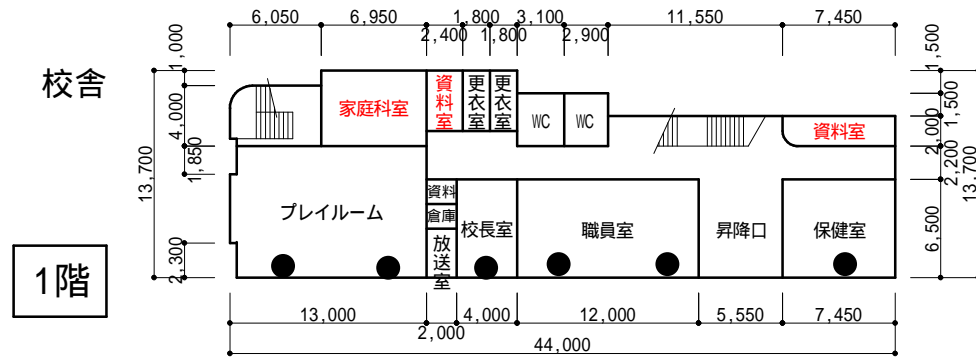 6,050
6,950
1,800
3,100
11,550
7,450
2,400
1,800
2,900
1,000
1,500
校舎
家庭科室
資料室
更衣室
更衣室
WC
WC
資料室
4,000
1,850
13,700
2,300
1,500
2,000
2,200
6,500
13,700
プレイルーム
資料
倉庫
放送室
校長室
職員室
昇降口
保健室
1階
13,000
4,000
12,000
5,550
7,450
2,000
44,000